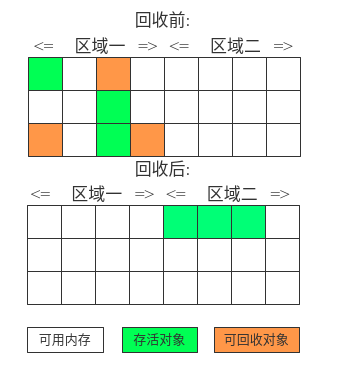 回收前:
<= 区域一 => <= 区域二 =>
回收后:
<= 区域一 => <= 区域二 =>
可用内存 存活对象 可回收对象